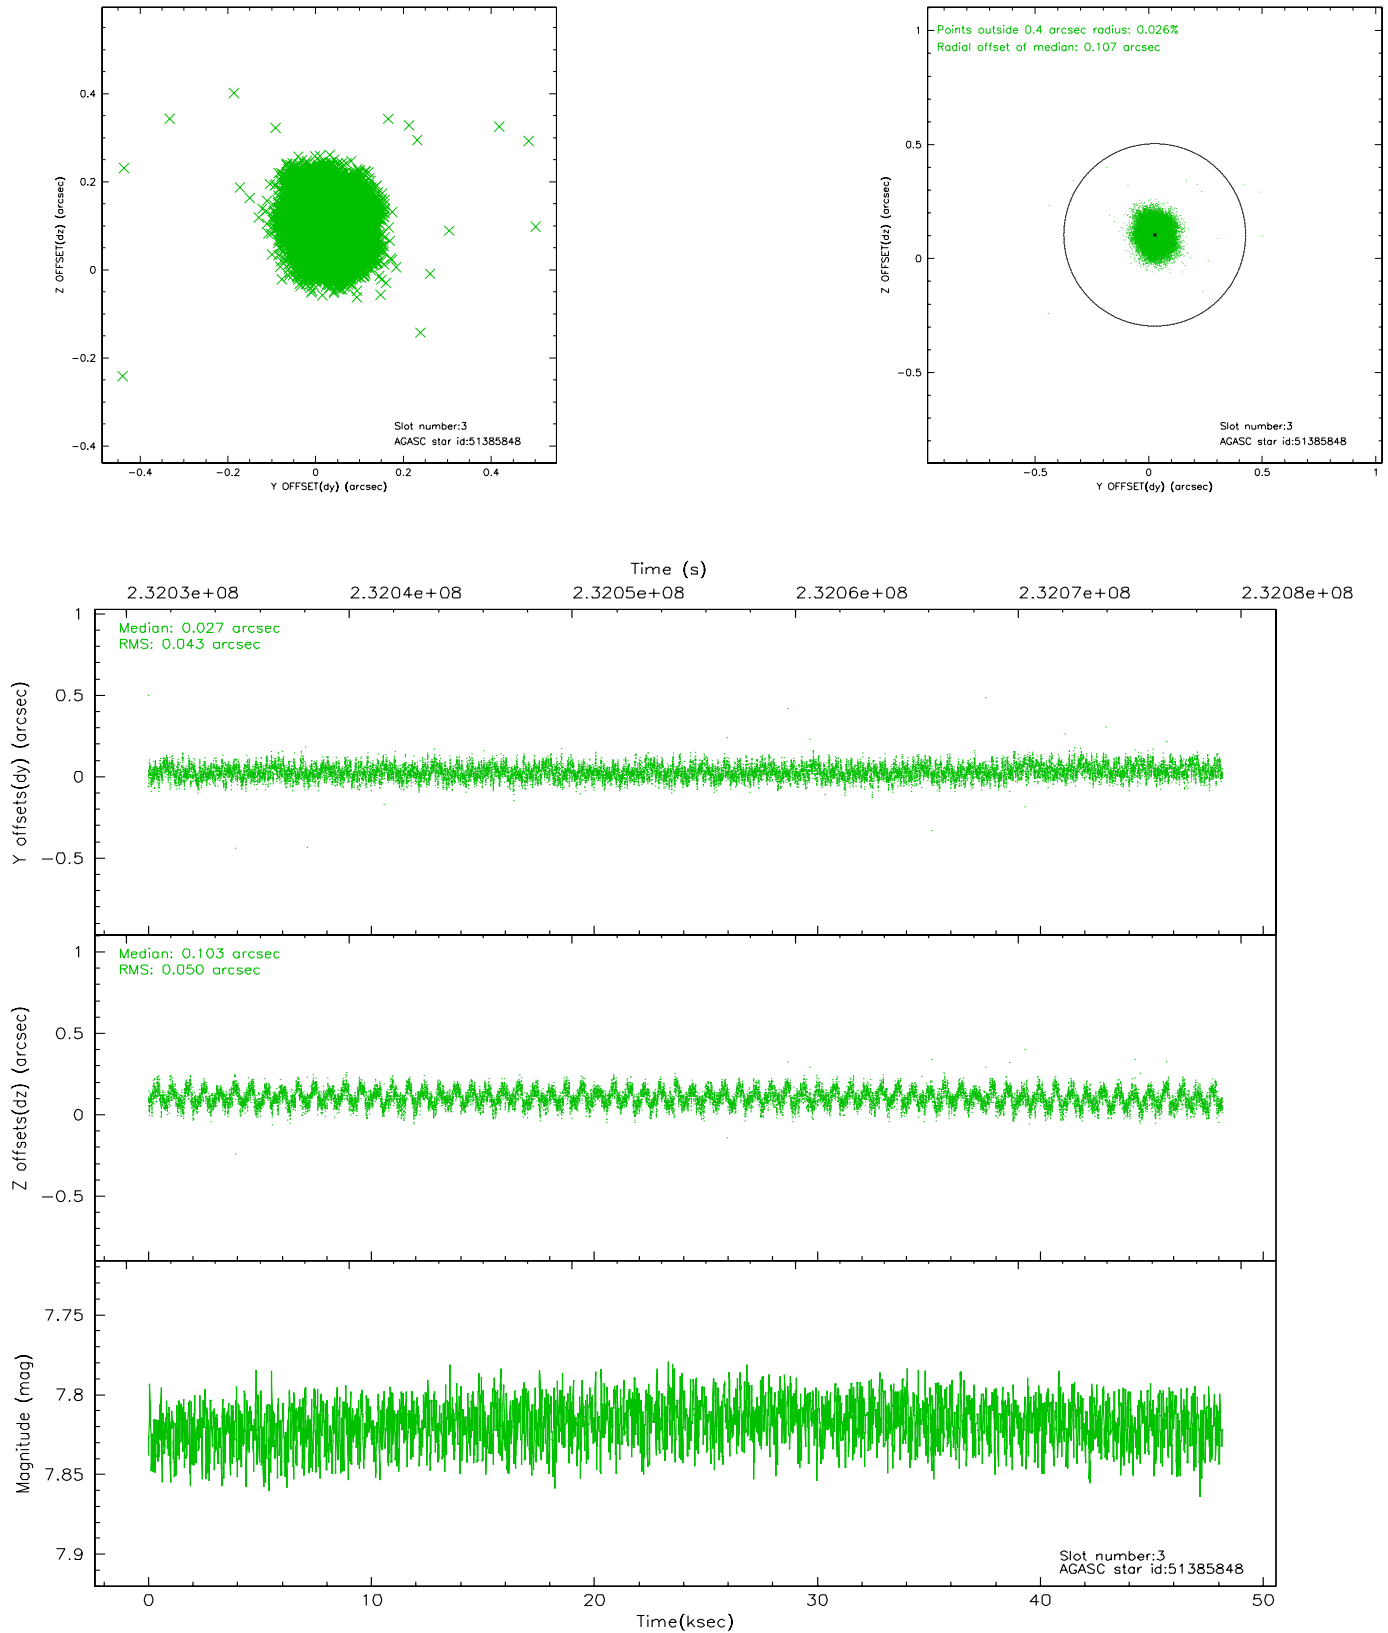 0.4
0.2
0
−0.2
−0.4
Z OFFSET(dz) (arcsec)
Slot number:3
AGASC star id:51385848
−0.4 −0.2 0 0.2 0.4
Y OFFSET(dy) (arcsec)
Points outside 0.4 arcsec radius: 0.026%
Radial offset of median: 0.107 arcsec
1
0.5
0
−0.5
Z OFFSET(dz) (arcsec)
Slot number:3
AGASC star id:51385848
−0.5 0 0.5 1
Y OFFSET(dy) (arcsec)
Time (s)
2.3203e+08 2.3204e+08 2.3205e+08 2.3206e+08 2.3207e+08 2.3208e+08
Median: 0.027 arcsec
RMS: 0.043 arcsec
1
0.5
0
−0.5
Y offsets(dy) (arcsec)
Median: 0.103 arcsec
RMS: 0.050 arcsec
1
0.5
0
−0.5
Z offsets(dz) (arcsec)
7.75
7.8
7.85
7.9
Magnitude (mag)
Slot number:3
AGASC star id:51385848
0 10 20 30 40 50
Time(ksec)